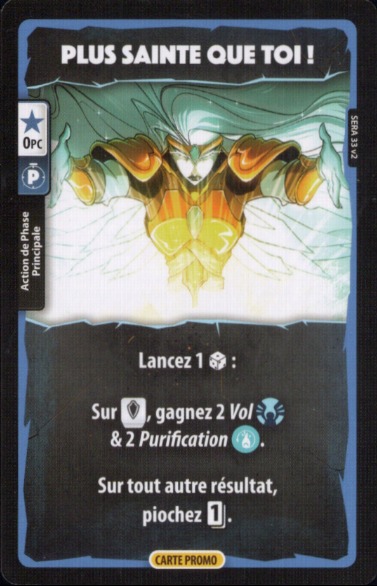 PLUS SAINTE QUE TOI !
0PC
P
Action de Phase
Principale
SERA 33 v2
Lancez 1 :
Sur , gagnez 2 Vol
& 2 Purification .
Sur tout autre résultat,
piochez 1 .
CARTE PROMO